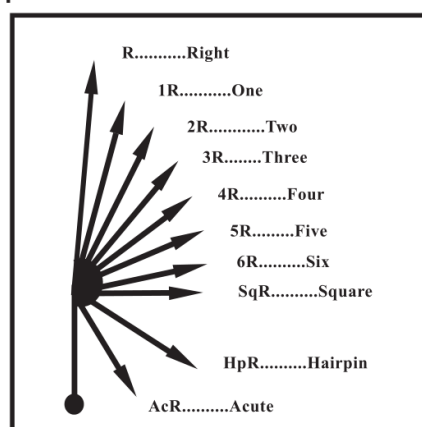 R...........Right
1R...........One
2R............Two
3R........Three
4R..........Four
5R.........Five
6R..........Six
SqR..........Square
HpR..........Hairpin
AcR..........Acute